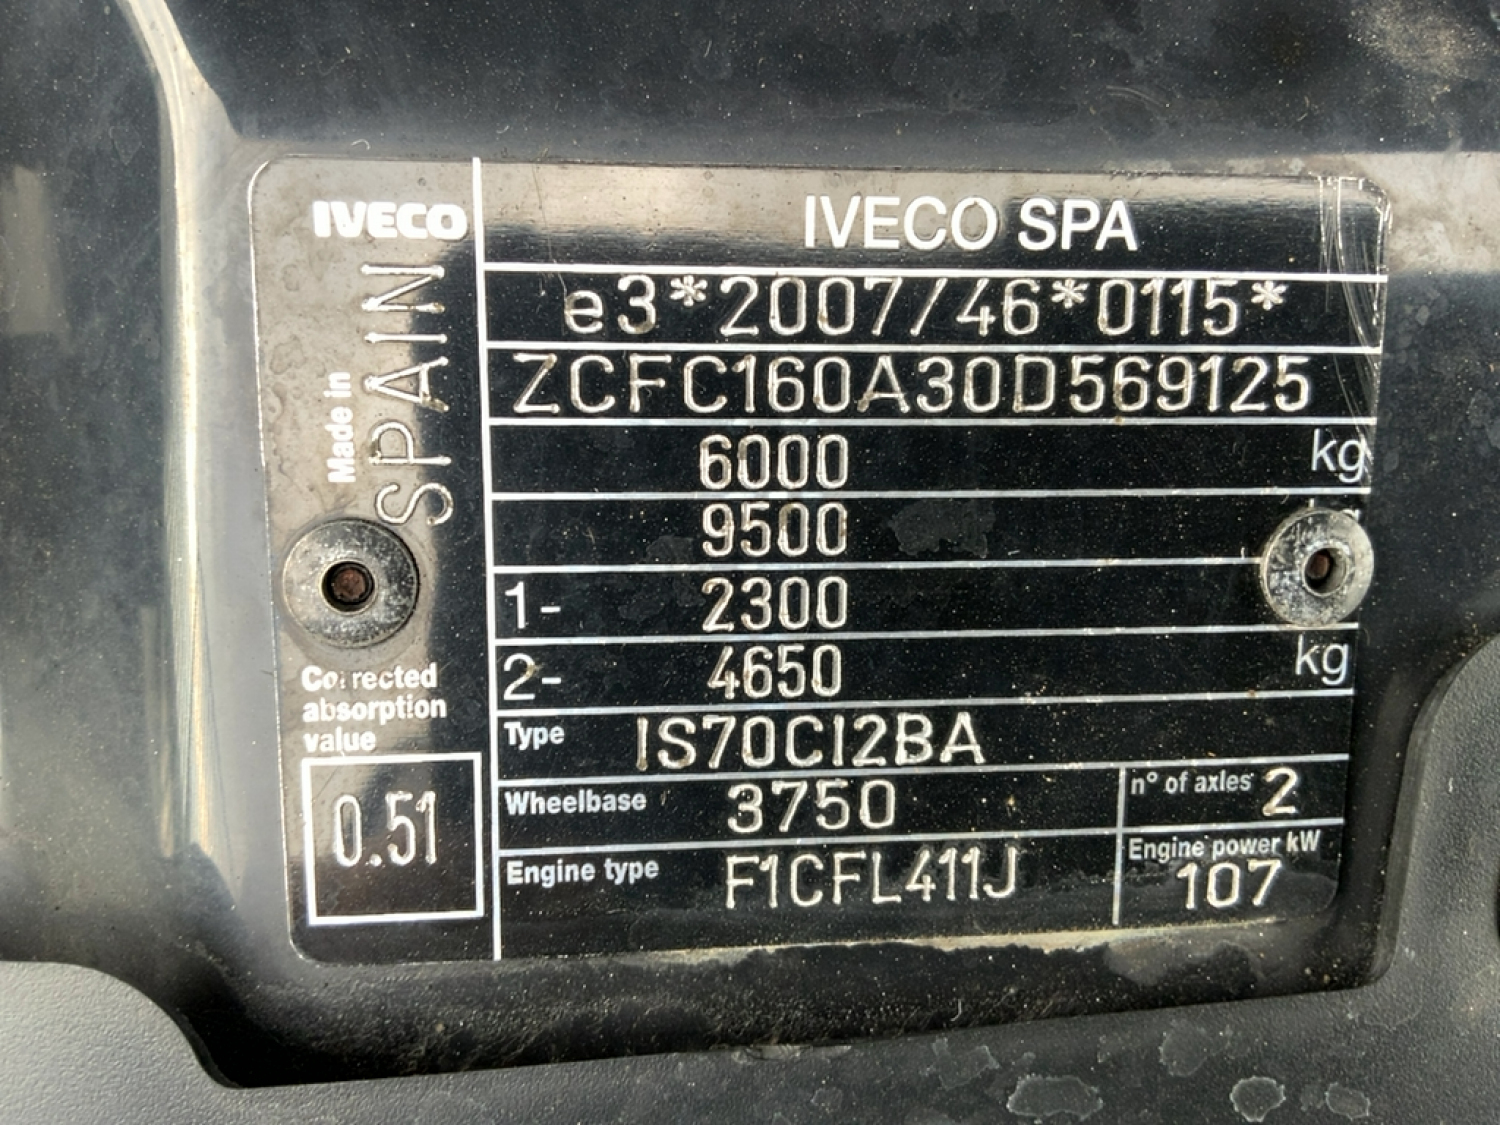 IVECO
Made in
SPAIN
Corrected
absorption
value
0.51
IVECO SPA
e3*2007/46*0115*
ZCFC160A30D569125
6000 kg
9500
1- 2300
2- 4650 kg
Type IS70CI2BA
Wheelbase 3750
n° of axles 2
Engine type F1CFL411J
Engine power kW
107